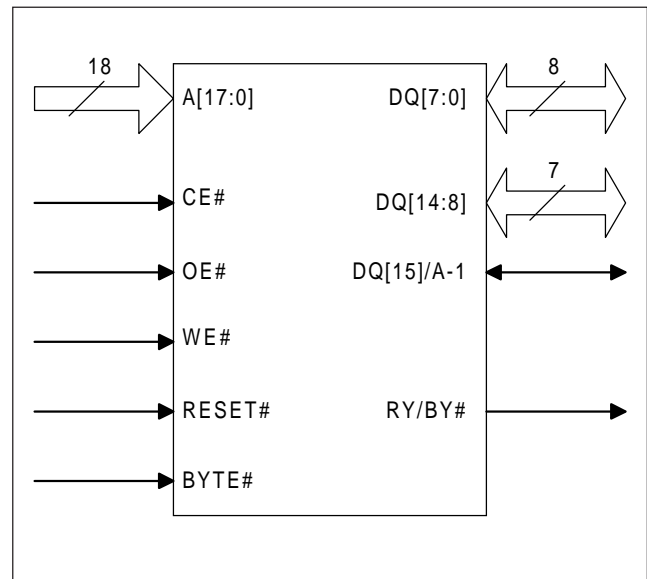 18
8
A[17:0]
DQ[7:0]
7
CE#
DQ[14:8]
OE#
DQ[15]/A-1
WE#
RESET#
RY/BY#
BYTE#